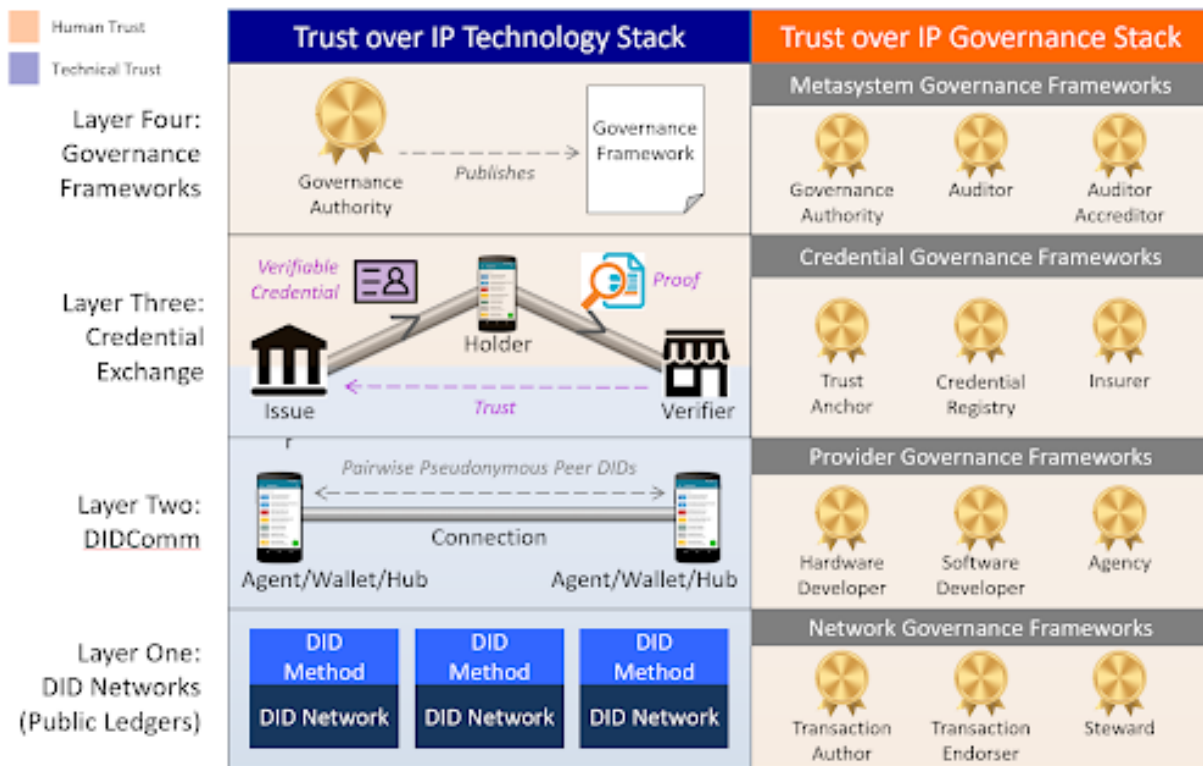 Human Trust
Technical Trust
Trust over IP Technology Stack
Trust over IP Governance Stack
Layer Four:
Governance
Frameworks
Governance
Authority
Publishes
Governance
Framework
Metasystem Governance Frameworks
Governance
Authority
Auditor
Auditor
Accreditor
Layer Three:
Credential
Exchange
Verifiable
Credential
Proof
Holder
Issue
r
Trust
Verifier
Credential Governance Frameworks
Trust
Anchor
Credential
Registry
Insurer
Layer Two:
DIDComm
Pairwise Pseudonymous Peer DIDs
Connection
Agent/Wallet/Hub
Agent/Wallet/Hub
Provider Governance Frameworks
Hardware
Developer
Software
Developer
Agency
Layer One:
DID Networks
(Public Ledgers)
DID
Method
DID Network
DID
Method
DID Network
DID
Method
DID Network
Network Governance Frameworks
Transaction
Author
Transaction
Endorser
Steward